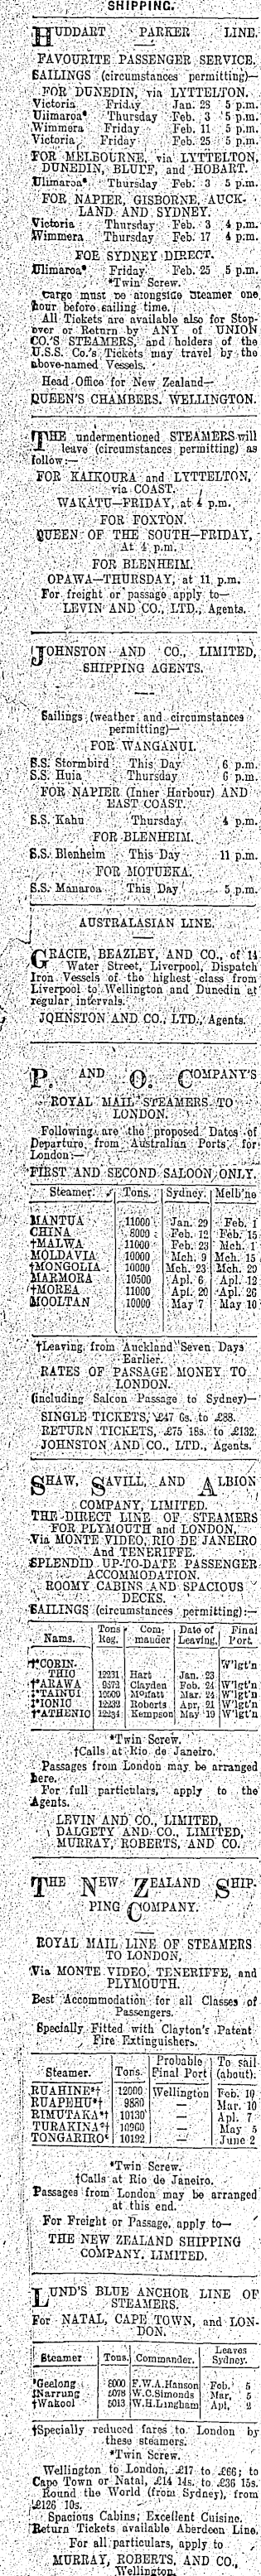 SHIPPING.
HUDDART PARKER LINE.
FAVOURITE PASSENGER SERVICE.
SAILINGS (circumstances permitting)—
FOR DUNEDIN, via LYTTELTON.
Victoria Friday Jan. 28 5 p.m.
Ulimaroa* Thursday Feb. 3 5 p.m.
Wimmera Friday Feb. 11 5 p.m.
Victoria Friday Feb. 25 5 p.m.
FOR MELBOURNE, via LYTTELTON,
DUNEDIN, BLUFF, and HOBART.
Ulimaroa* Thursday Feb. 3 5 p.m.
FOR NAPIER, GISBORNE, AUCK-
LAND AND SYDNEY.
Victoria Thursday Feb. 3 4 p.m.
Wimmera Thursday Feb. 17 4 p.m.
FOR SYDNEY DIRECT.
Ulimaroa* Friday Feb. 25 5 p.m.
*Twin Screw.
Cargo must be alongside Steamer one
hour before sailing time.
All Tickets are available also for Stop-
over or Return by ANY of UNION
CO.'S STEAMERS, and holders of the
U.S.S. Co.'s Tickets may travel by the
above-named Vessels.
Head Office for New Zealand—
QUEEN'S CHAMBERS, WELLINGTON.
THE undermentioned STEAMERS will
leave (circumstances permitting) as
follow:—
FOR KAIKOURA and LYTTELTON,
via COAST.
WAKATU—FRIDAY, at 4 p.m.
FOR FOXTON.
QUEEN OF THE SOUTH—FRIDAY,
At 4 p.m.
FOR BLENHEIM.
OPAWA—THURSDAY, at 11 p.m.
For freight or passage apply to—
LEVIN AND CO., LTD., Agents.
JOHNSTON AND CO., LIMITED,
SHIPPING AGENTS.
Sailings (weather and circumstances
permitting)—
FOR WANGANUI.
S.S. Stormbird This Day 6 p.m.
S.S. Huia Thursday 6 p.m.
FOR NAPIER (Inner Harbour) AND
EAST COAST.
S.S. Kahu Thursday 4 p.m.
FOR BLENHEIM.
S.S. Blenheim This Day 11 p.m.
FOR MOTUEKA.
S.S. Manaroa This Day 5 p.m.
AUSTRALASIAN LINE.
GRACIE, BEAZLEY, AND CO., of 14
Water Street, Liverpool, Dispatch
Iron Vessels of the highest class from
Liverpool to Wellington and Dunedin at
regular intervals.
JOHNSTON AND CO., LTD., Agents.
P. AND O. COMPANY'S
ROYAL MAIL STEAMERS TO
LONDON.
Following are the proposed Dates of
Departure from Australian Ports for
London:—
FIRST AND SECOND SALOON ONLY.
Steamer. Tons. Sydney. Melb'ne
MANTUA 11000 Jan. 29 Feb. 1
CHINA 8000 Feb. 12 Feb. 15
†MALWA 11000 Feb. 23 Mch. 1
MOLDAVIA 10000 Mch. 9 Mch. 15
†MONGOLIA 10000 Mch. 23 Mch. 29
MARMORA 10500 Apl. 6 Apl. 12
†MOREA 11000 Apl. 20 Apl. 26
MOOLTAN 10000 May 7 May 10
†Leaving from Auckland Seven Days
Earlier.
RATES OF PASSAGE MONEY TO
LONDON.
(including Saloon Passage to Sydney)—
SINGLE TICKETS, £47 6s. to £88.
RETURN TICKETS, £75 18s. to £132.
JOHNSTON AND CO., LTD., Agents.
SHAW, SAVILL, AND ALBION
COMPANY, LIMITED.
THE DIRECT LINE OF STEAMERS
FOR PLYMOUTH and LONDON,
Via MONTE VIDEO, RIO DE JANEIRO
And TENERIFFE.
SPLENDID UP-TO-DATE PASSENGER
ACCOMMODATION.
ROOMY CABINS AND SPACIOUS
DECKS.
SAILINGS (circumstances permitting):—
Name. Tons Reg. Com- mander Date of Leaving. Final Port.
†*CORIN-
THIC 12231 Hart Jan. 23 W'lgt'n
†*ARAWA 9372 Clayden Feb. 24 W'lgt'n
†*TAINUI Moffatt Mar. 24 W'lgt'n
†*IONIC 12232 Roberts Apr. 21 W'lgt'n
†*ATHENIC 12234 Kempson May 19 W'lgt'n
*Twin Screw.
†Calls at Rio de Janeiro.
Passages from London may be arranged
here.
For full particulars, apply to the
Agents.
LEVIN AND CO., LIMITED,
DALGETY AND CO., LIMITED,
MURRAY, ROBERTS, AND CO.
THE NEW ZEALAND SHIP-
PING COMPANY.
ROYAL MAIL LINE OF STEAMERS
TO LONDON,
Via MONTE VIDEO, TENERIFFE, and
PLYMOUTH.
Best Accommodation for all Classes of
Passengers.
Specially Fitted with Clayton's Patent
Fire Extinguishers.
Steamer. Tons. Probable Final Port To sail (about).
RUAHINE*† 12000 Wellington Feb. 10
RUAPEHU*† 9880 — Mar. 10
RIMUTAKA*† 10130 — Apl. 7
TURAKINA*† 10960 — May 5
TONGARIRO* 10192 — June 2
*Twin Screw.
†Calls at Rio de Janeiro.
Passages from London may be arranged
at this end.
For Freight or Passage, apply to—
THE NEW ZEALAND SHIPPING
COMPANY, LIMITED.
LUND'S BLUE ANCHOR LINE OF
STEAMERS.
For NATAL, CAPE TOWN, and LON-
DON.
Steamer Tons. Commander. Leaves Sydney.
*Geelong 8000 F.W.A. Hanson Feb. 5
‡Narrung 5078 W.C. Simonds Mar. 5
‡Wakool 5013 W.H. Lingham Apl. 2
‡Specially reduced fares to London by
these steamers.
*Twin Screw.
Wellington to London, £17 to £66; to
Cape Town or Natal, £14 14s. to £36 15s.
Round the World (from Sydney), from
£126 10s.
Spacious Cabins; Excellent Cuisine.
Return Tickets available Aberdeen Line.
For all particulars, apply to
MURRAY, ROBERTS, AND CO.,
Wellington.